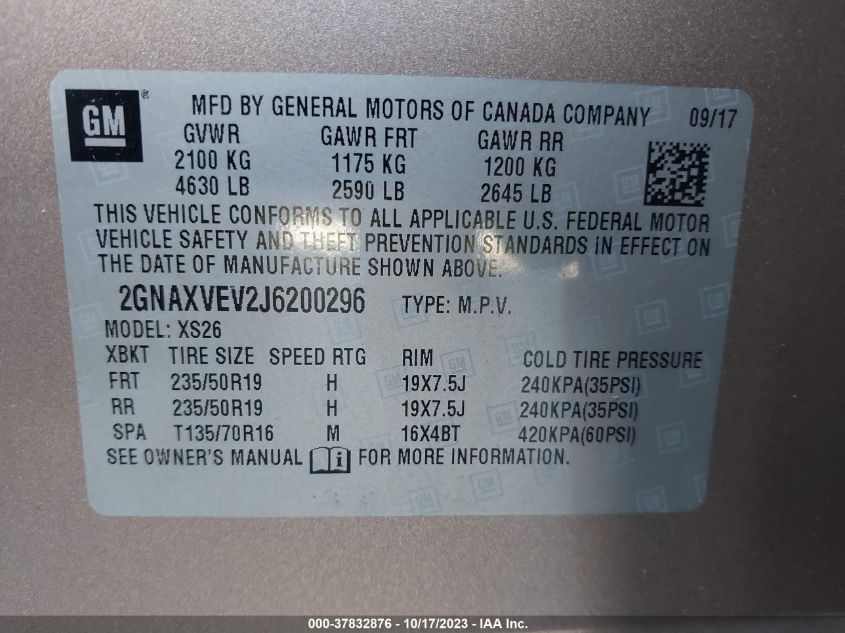 GM® MFD BY GENERAL MOTORS OF CANADA COMPANY 09/17
GVWR GAWR FRT GAWR RR
2100 KG 1175 KG 1200 KG
4630 LB 2590 LB 2645 LB
THIS VEHICLE CONFORMS TO ALL APPLICABLE U.S. FEDERAL MOTOR
VEHICLE SAFETY AND THEFT PREVENTION STANDARDS IN EFFECT ON
THE DATE OF MANUFACTURE SHOWN ABOVE.
2GNAXVEV2J6200296 TYPE: M.P.V.
MODEL: XS26
XBKT TIRE SIZE SPEED RTG RIM COLD TIRE PRESSURE
FRT 235/50R19 H 19X7.5J 240KPA(35PSI)
RR 235/50R19 H 19X7.5J 240KPA(35PSI)
SPA T135/70R16 M 16X4BT 420KPA(60PSI)
SEE OWNER'S MANUAL i FOR MORE INFORMATION.
000-37832876 - 10/17/2023 - IAA Inc.